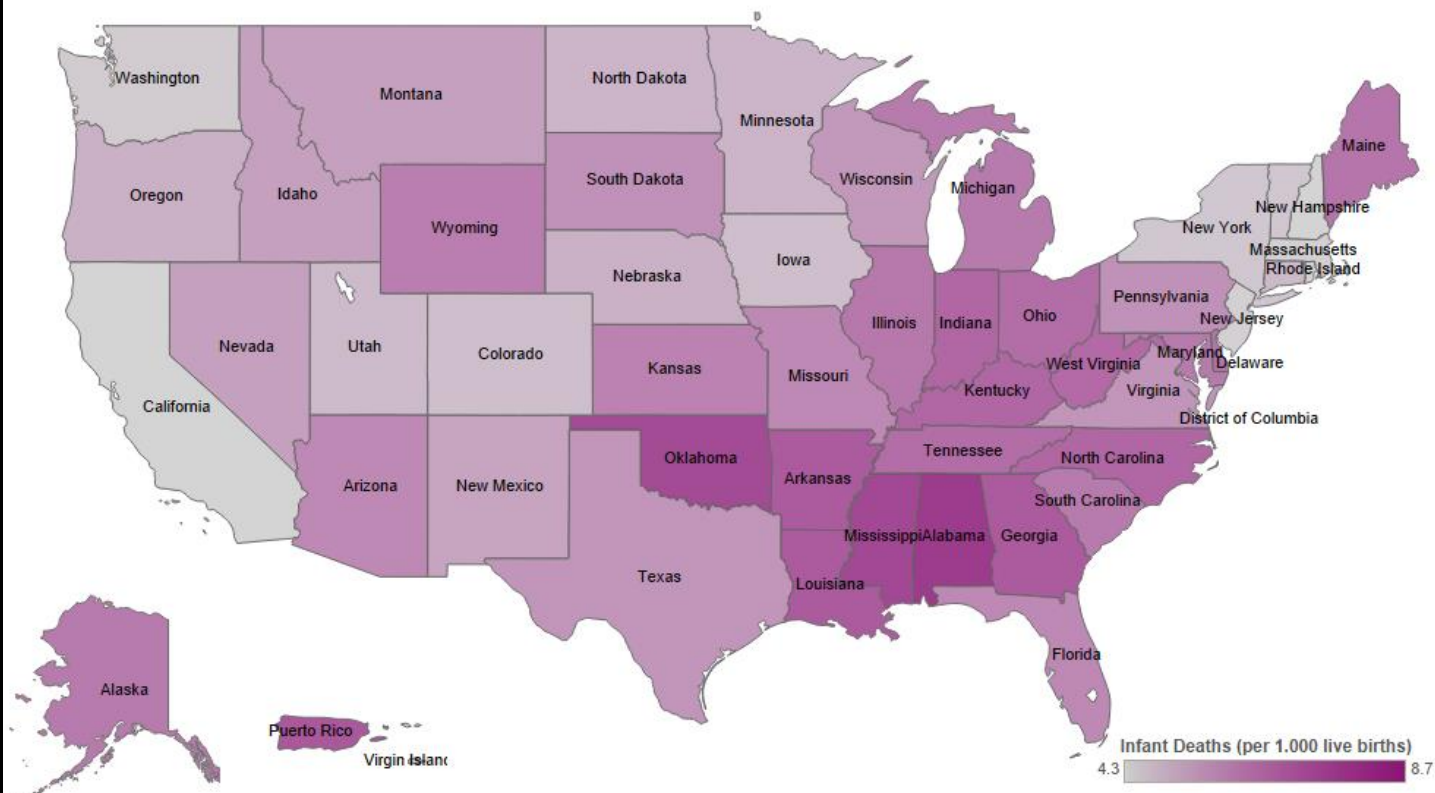 Washington
Montana
North Dakota
Minnesota
Maine
Oregon
Idaho
South Dakota
Wisconsin
Michigan
Wyoming
New Hampshire
New York
Massachusetts
Iowa
Rhode Island
Nebraska
Pennsylvania
Nevada
Utah
Colorado
Illinois
Indiana
Ohio
New Jersey
Kansas
Missouri
West Virginia
Maryland
Delaware
California
Kentucky
Virginia
District of Columbia
Oklahoma
Arkansas
Tennessee
North Carolina
Arizona
New Mexico
South Carolina
Mississippi
Alabama
Georgia
Texas
Louisiana
Florida
Alaska
Puerto Rico
Virgin Islanc
Infant Deaths (per 1.000 live births)
4.3
8.7